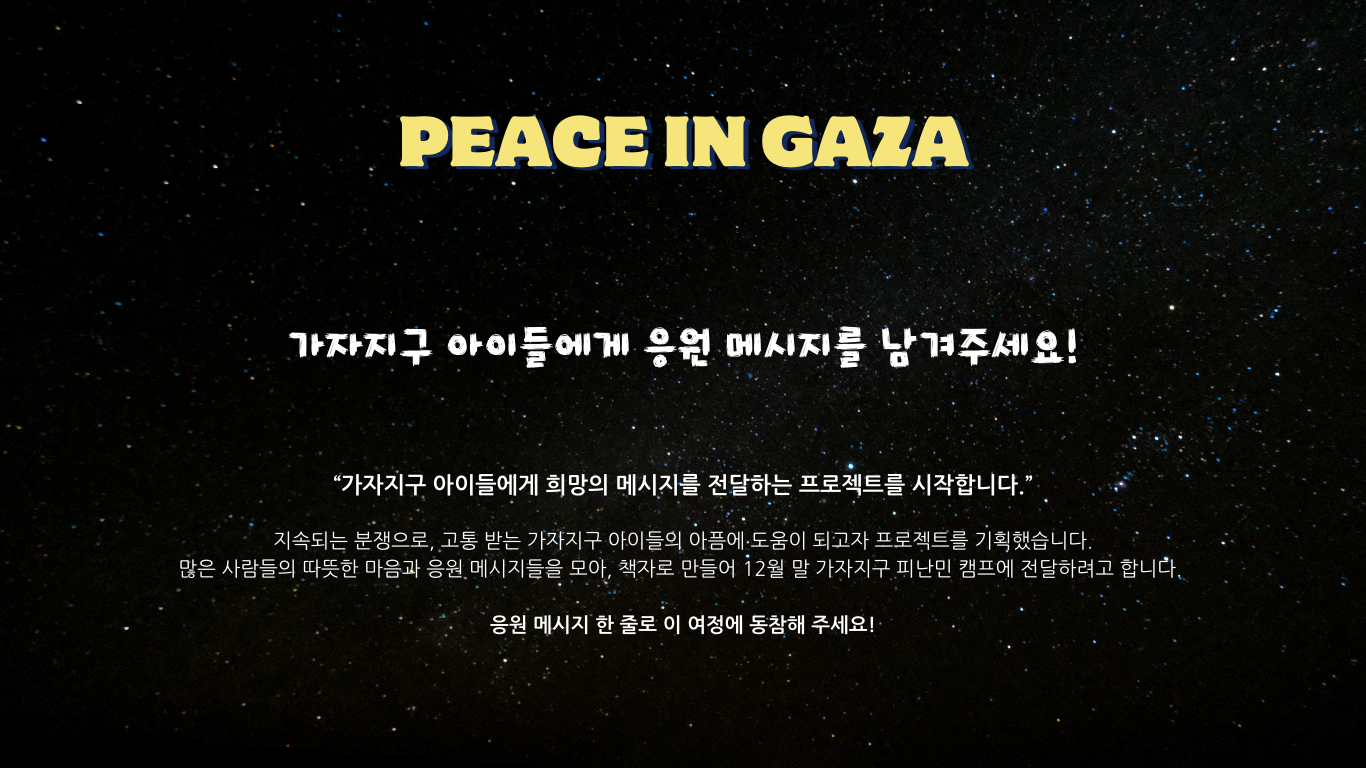 PEACE IN GAZA
가자지구 아이들에게 응원 메시지를 남겨주세요!
“가자지구 아이들에게 희망의 메시지를 전달하는 프로젝트를 시작합니다.”
지속되는 분쟁으로, 고통 받는 가자지구 아이들의 아픔에 도움이 되고자 프로젝트를 기획했습니다.
많은 사람들의 따뜻한 마음과 응원 메시지들을 모아, 책자로 만들어 12월 말 가자지구 피난민 캠프에 전달하려고 합니다.
응원 메시지 한 줄로 이 여정에 동참해 주세요!